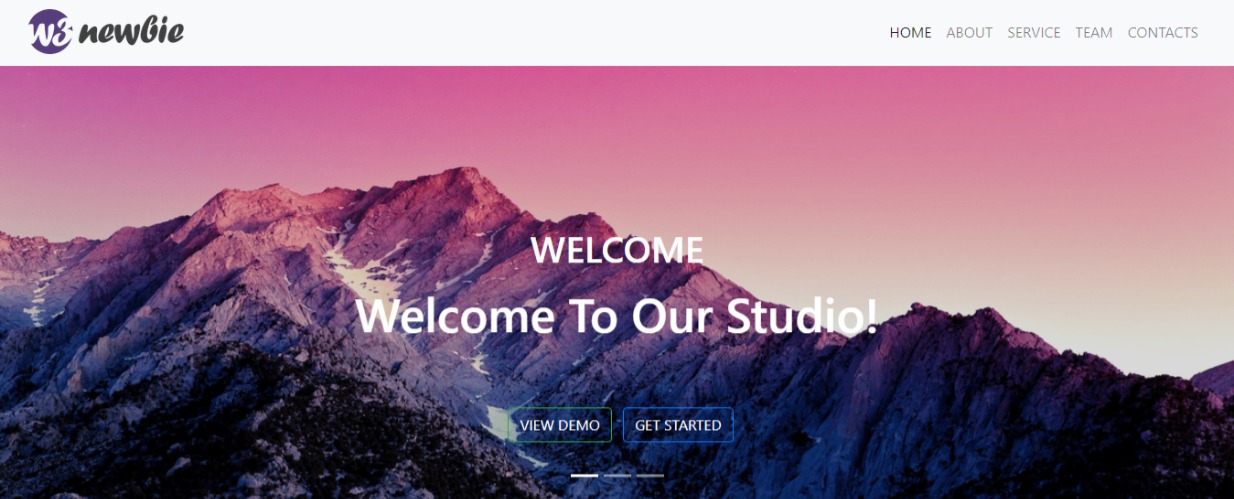 W3 newbie
HOME ABOUT SERVICE TEAM CONTACTS
WELCOME
Welcome To Our Studio!
VIEW DEMO GET STARTED